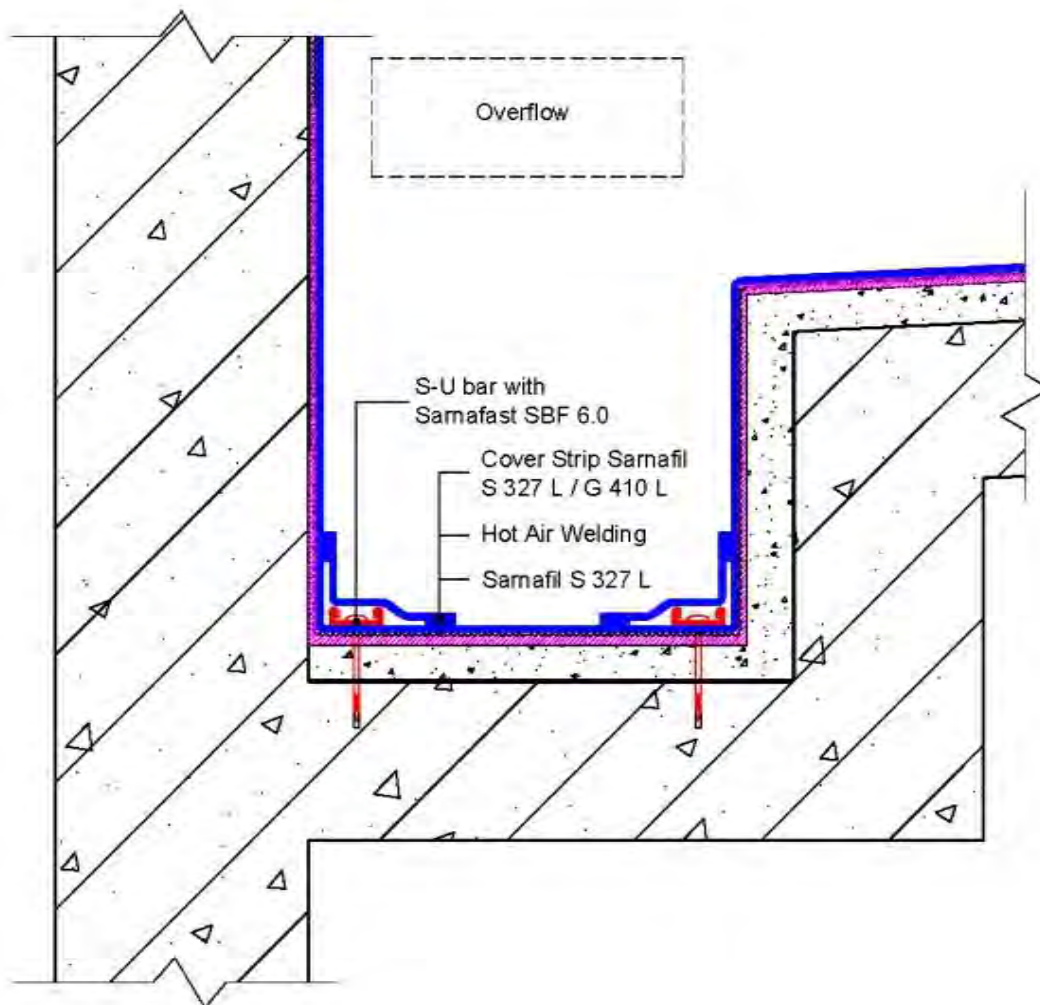 Overflow
S-U bar with
Sarnafast SBF 6.0
Cover Strip Sarnafil
S 327 L / G 410 L
Hot Air Welding
Sarnafil S 327 L